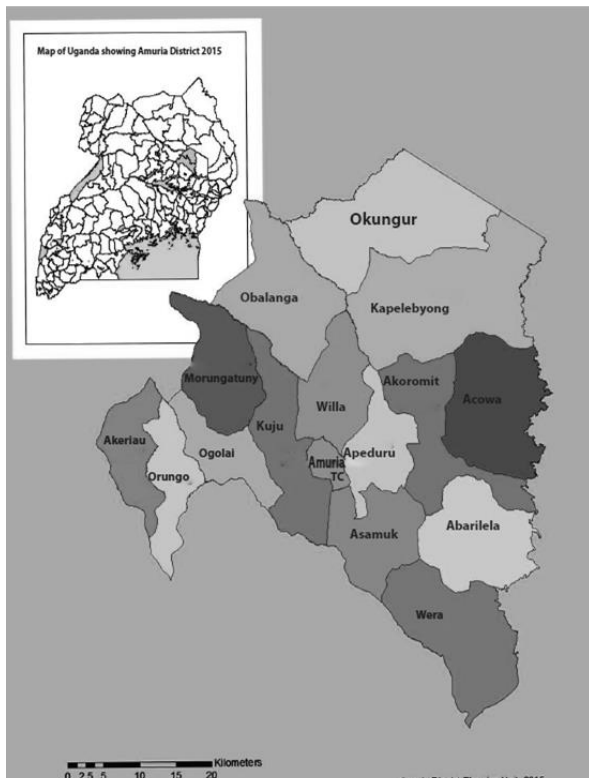 Map of Uganda showing Amuria District 2015
Okungur
Obalanga
Kapelebyong
Morungatuny
Akoromit
Acowa
Willa
Kuju
Akeriau
Ogolai
Apeduru
Amuria
TC
Orungo
Asamuk
Abarilela
Wera
Kilometers
0 2.5 5 10 15 20